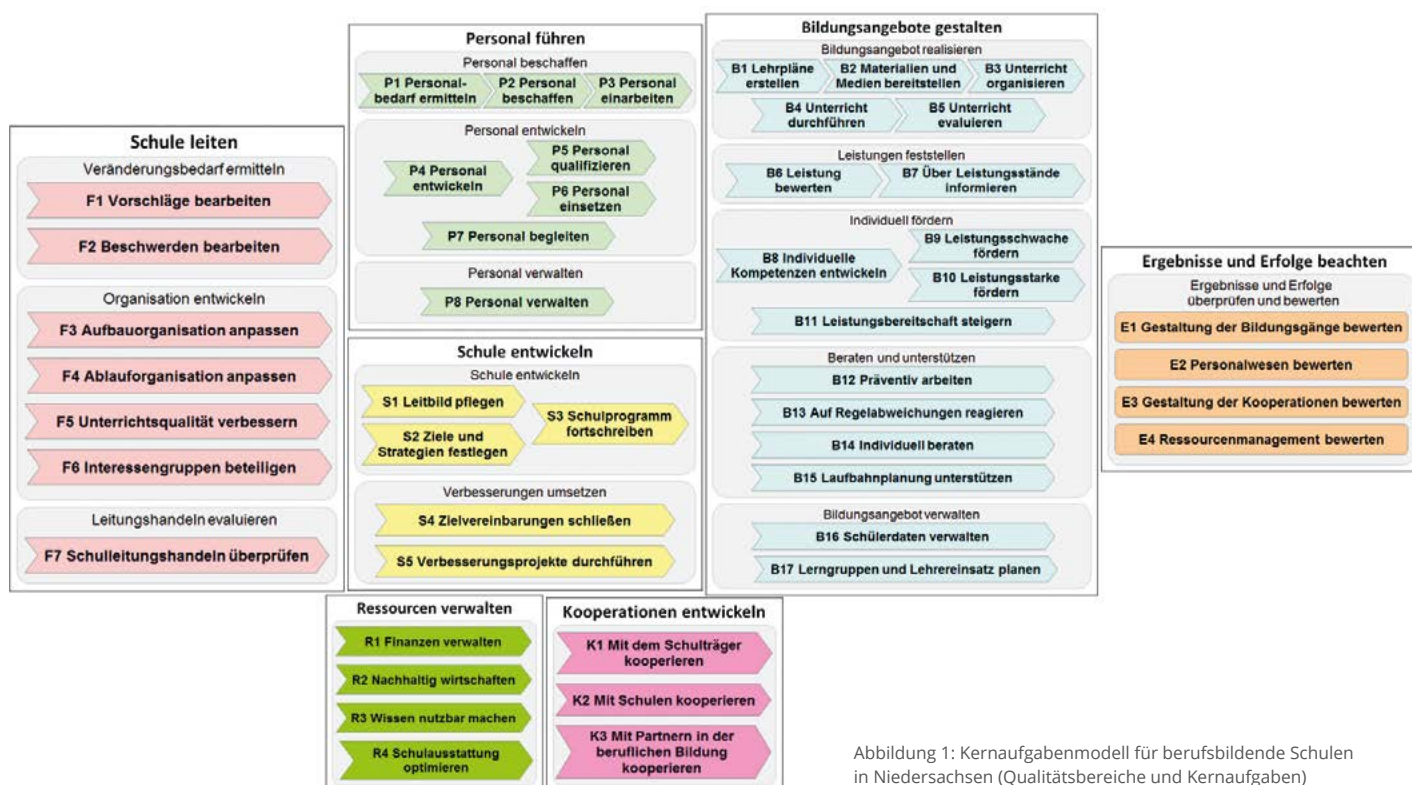 Schule leiten
Veränderungsbedarf ermitteln
F1 Vorschläge bearbeiten
F2 Beschwerden bearbeiten
Organisation entwickeln
F3 Aufbauorganisation anpassen
F4 Ablauforganisation anpassen
F5 Unterrichtsqualität verbessern
F6 Interessengruppen beteiligen
Leitungshandeln evaluieren
F7 Schulleitungshandeln überprüfen
Personal führen
Personal beschaffen
P1 Personal-
bedarf ermitteln
P2 Personal
beschaffen
P3 Personal
einarbeiten
Personal entwickeln
P4 Personal
entwickeln
P5 Personal
qualifizieren
P6 Personal
einsetzen
P7 Personal begleiten
Personal verwalten
P8 Personal verwalten
Schule entwickeln
Schule entwickeln
S1 Leitbild pflegen
S2 Ziele und
Strategien festlegen
S3 Schulprogramm
fortschreiben
Verbesserungen umsetzen
S4 Zielvereinbarungen schließen
S5 Verbesserungsprojekte durchführen
Bildungsangebote gestalten
Bildungsangebot realisieren
B1 Lehrpläne
erstellen
B2 Materialien und
Medien bereitstellen
B3 Unterricht
organisieren
B4 Unterricht
durchführen
B5 Unterricht
evaluieren
Leistungen feststellen
B6 Leistung
bewerten
B7 Über Leistungsstände
informieren
Individuell fördern
B8 Individuelle
Kompetenzen entwickeln
B9 Leistungsschwache
fördern
B10 Leistungsstarke
fördern
B11 Leistungsbereitschaft steigern
Beraten und unterstützen
B12 Präventiv arbeiten
B13 Auf Regelabweichungen reagieren
B14 Individuell beraten
B15 Laufbahnplanung unterstützen
Bildungsangebot verwalten
B16 Schülerdaten verwalten
B17 Lerngruppen und Lehrereinsatz planen
Ergebnisse und Erfolge beachten
Ergebnisse und Erfolge
überprüfen und bewerten
E1 Gestaltung der Bildungsgänge bewerten
E2 Personalwesen bewerten
E3 Gestaltung der Kooperationen bewerten
E4 Ressourcenmanagement bewerten
Ressourcen verwalten
R1 Finanzen verwalten
R2 Nachhaltig wirtschaften
R3 Wissen nutzbar machen
R4 Schulausstattung
optimieren
Kooperationen entwickeln
K1 Mit dem Schulträger
kooperieren
K2 Mit Schulen kooperieren
K3 Mit Partnern in der
beruflichen Bildung
kooperieren
Abbildung 1: Kernaufgabenmodell für berufsbildende Schulen
in Niedersachsen (Qualitätsbereiche und Kernaufgaben)